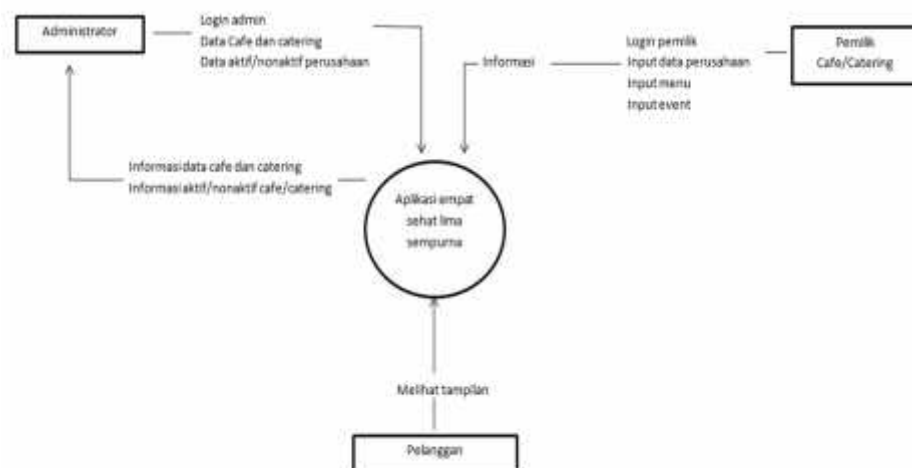 Administrator
Login admin
Data Cafe dan catering
Data aktif/nonaktif perusahaan
Informasi
Login pemilik
Input data perusahaan
Input menu
Input event
Pemilik
Cafe/Catering
Informasi data cafe dan catering
Informasi aktif/nonaktif cafe/catering
Aplikasi empat
sehat lima
sempurna
Melihat tampilan
Pelanggan